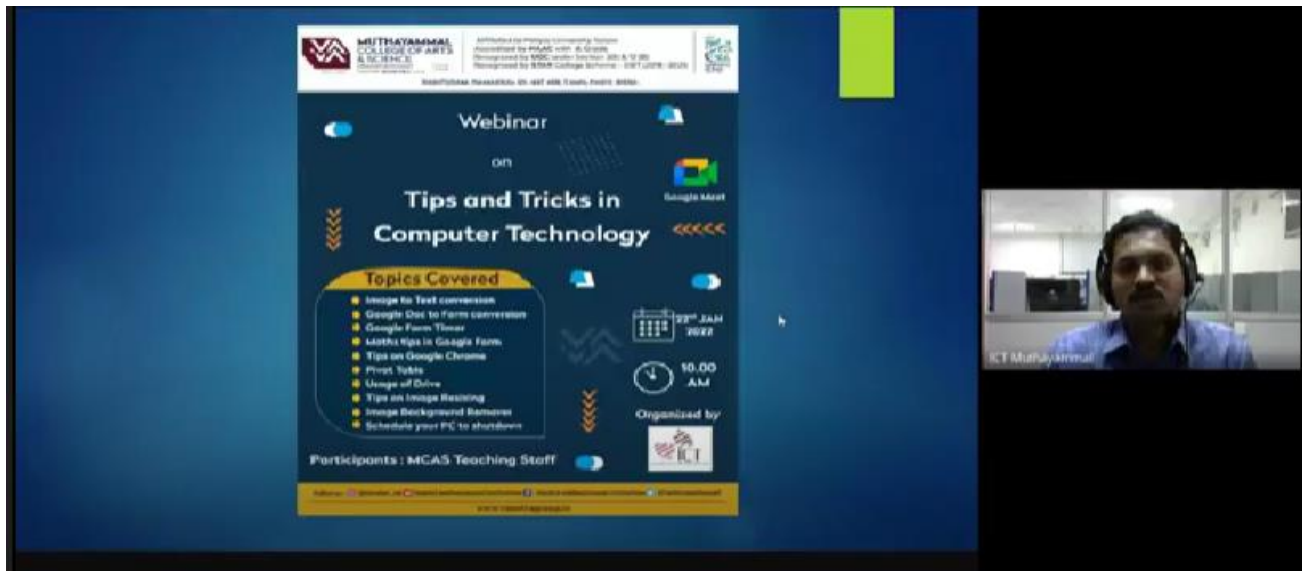 MUTHAYAMMAL
COLLEGE OF ARTS
& SCIENCE
Webinar
on
Google Meet
Tips and Tricks in
Computer Technology
Topics Covered
Image to Text conversion
Google Doc to Form conversion
Google Form Timer
Maths tips in Google Form
Tips on Google Chrome
Pivot Table
Usage of Drive
Tips on Image Resizing
Image Background Remover
Schedule your PC to shutdown
JAN
2022
10.00
AM
Organized by
ICT
Participants : MCAS Teaching Staff
ICT Muthayammal